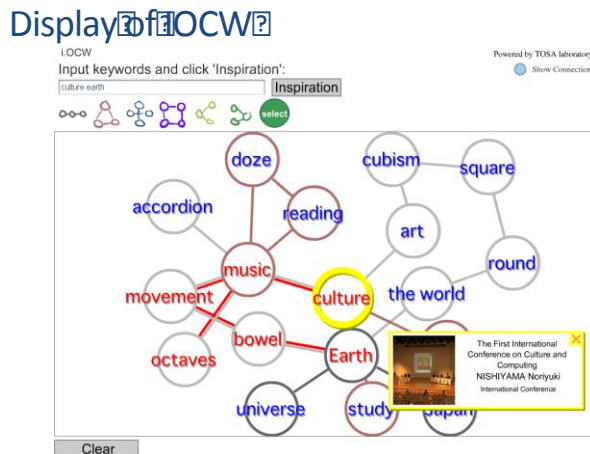 Display of IOCW
i.OCW
Powered by TOSA laboratory
Input keywords and click 'Inspiration':
Show Connection
culture earth
Inspiration
select
doze
cubism
square
accordion
reading
art
music
round
movement
culture
the world
bowel
octaves
Earth
The First International
Conference on Culture and
Computing
NISHIYAMA Noriyuki
International Conference
universe
study
Japan
Clear